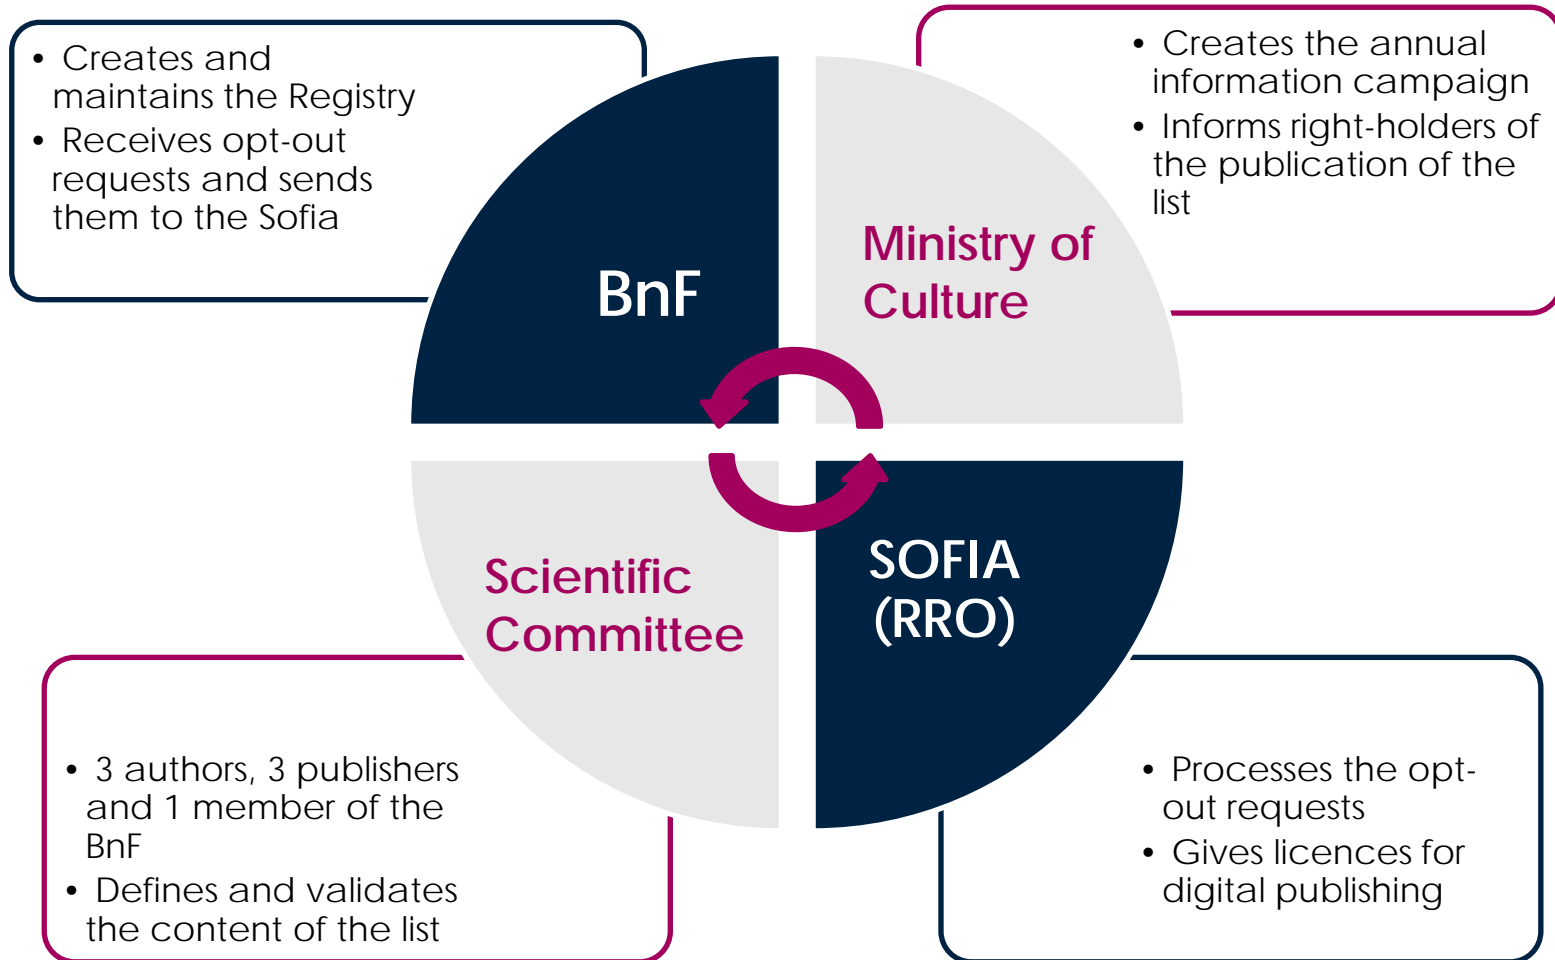 • Creates and
maintains the Registry
• Receives opt-out
requests and sends
them to the Sofia
BnF
• Creates the annual
information campaign
• Informs right-holders of
the publication of the
list
Ministry of
Culture
Scientific
Committee
• 3 authors, 3 publishers
and 1 member of the
BnF
• Defines and validates
the content of the list
SOFIA
(RRO)
• Processes the opt-
out requests
• Gives licences for
digital publishing